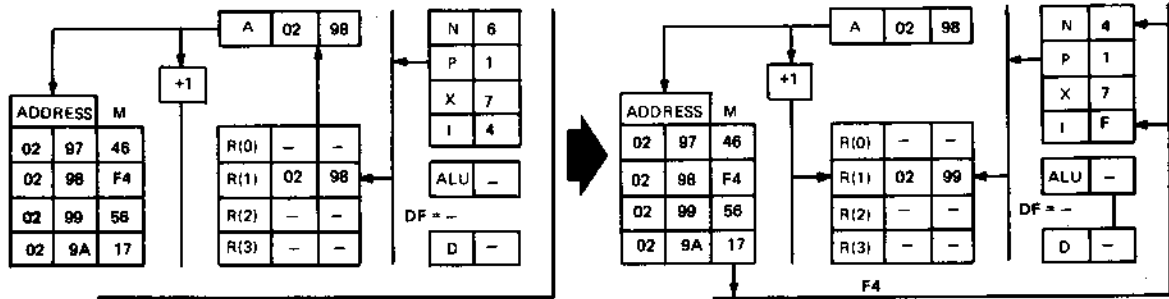 A 02 98
+1
ADDRESS M
02 97 46
02 98 F4
02 99 56
02 9A 17
R(0) – –
R(1) 02 98
R(2) – –
R(3) – –
N 6
P 1
X 7
I 4
ALU –
DF = –
D –
A 02 98
+1
ADDRESS M
02 97 46
02 98 F4
02 99 56
02 9A 17
R(0) – –
R(1) 02 99
R(2) – –
R(3) – –
N 4
P 1
X 7
I F
ALU –
DF = –
D –
F4